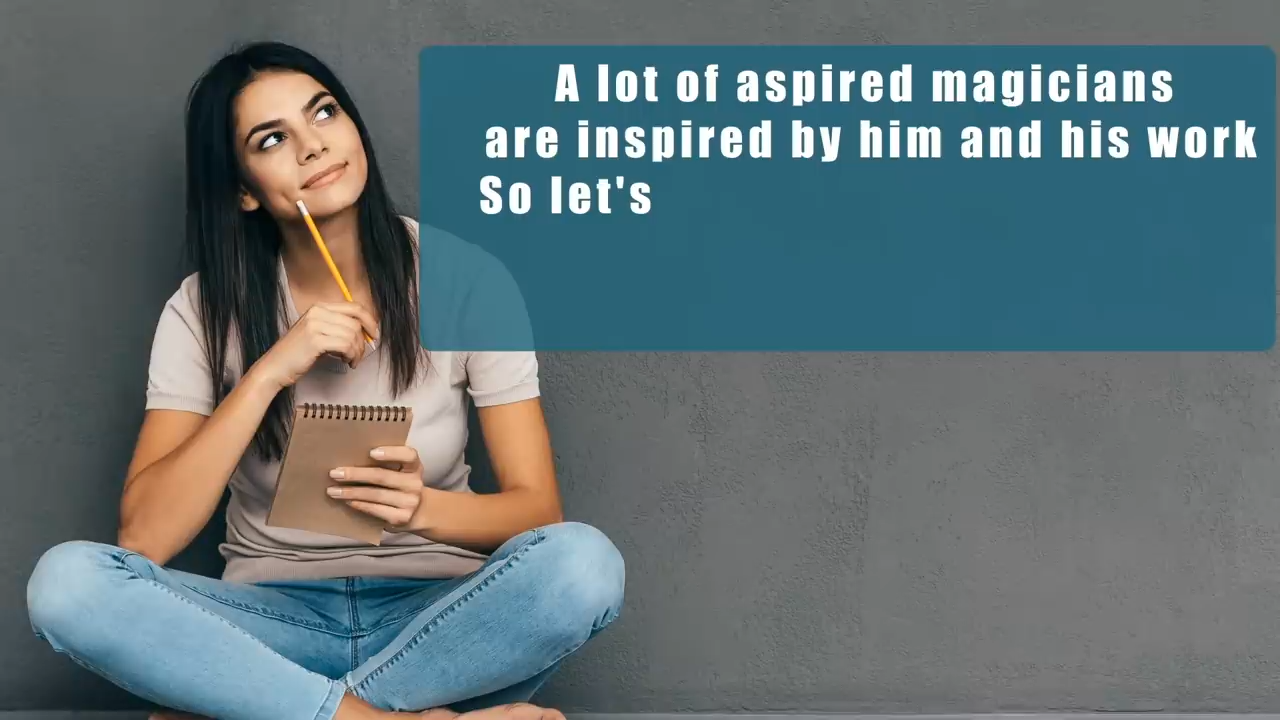 A lot of aspired magicians
are inspired by him and his work
So let's